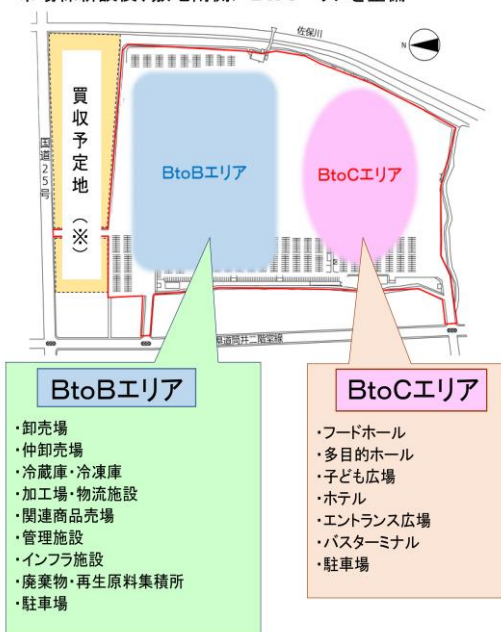 佐保川
N
買収予定地（※）
国道25号
BtoBエリア
BtoCエリア
県道筒井二階堂線
BtoBエリア
・卸売場
・仲卸売場
・冷蔵庫・冷凍庫
・加工場・物流施設
・関連商品売場
・管理施設
・インフラ施設
・廃棄物・再生原料集積所
・駐車場
BtoCエリア
・フードホール
・多目的ホール
・子ども広場
・ホテル
・エントランス広場
・バスターミナル
・駐車場